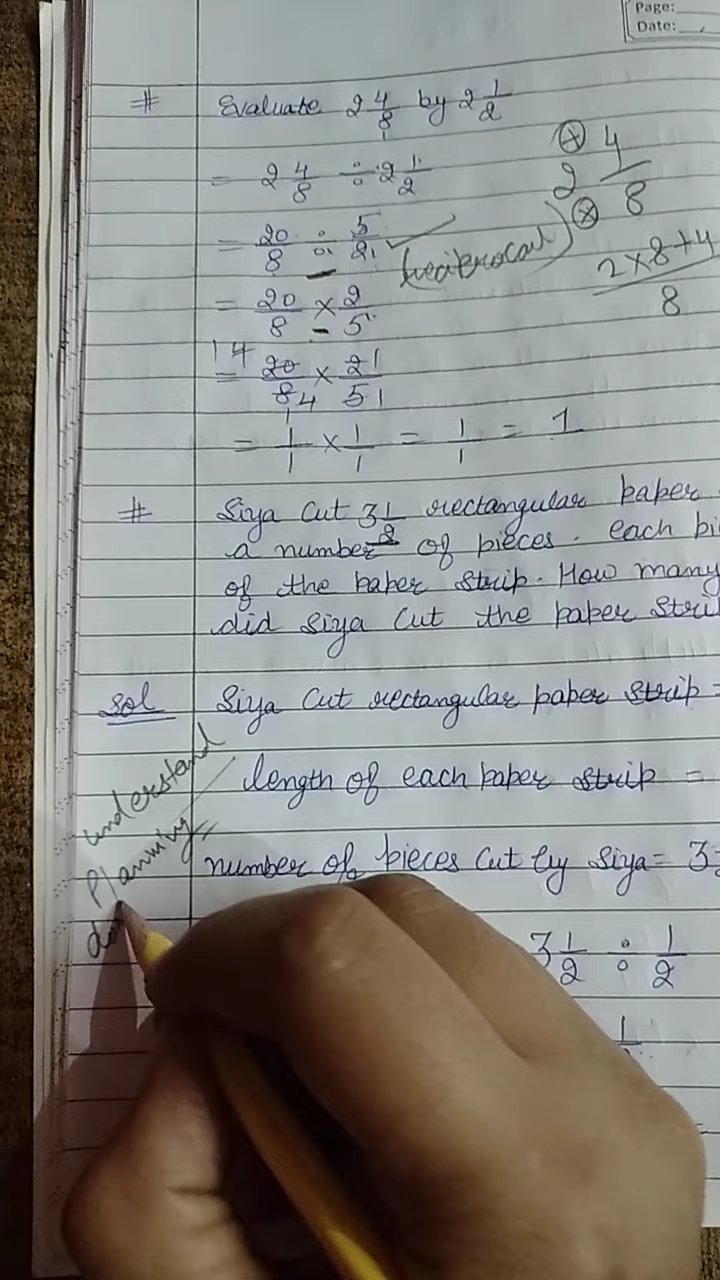 Page:
Date:
# Evaluate 2 4/8 by 2 1/2
= 2 4/8 ÷ 2 1/2
= 20/8 ÷ 5/2
= 20/8 × 2/5
= 20/8 × 2/5
= 1/1 × 1/1 = 1/1 = 1
2 4/8
2×8+4/8
# Siya Cut 3 1/2 rectangular paper
a number of pieces. each
of the paper strip. How many
did Siya Cut the paper
Sol Siya Cut rectangular paper strip =
length of each paper strip =
number of pieces Cut by Siya = 3
3 1/2 ÷ 1/2
understand
Planning